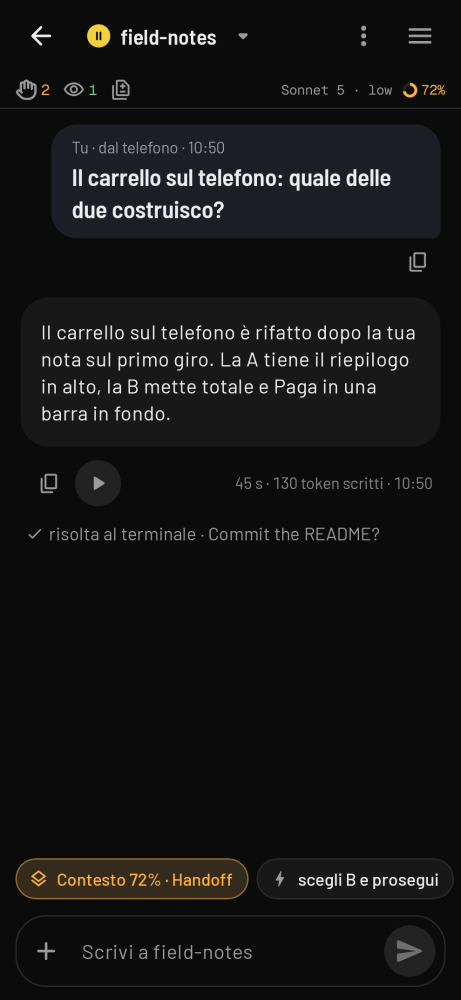 field-notes
2
1
Sonnet 5 · low
72%
Tu · dal telefono · 10:50
Il carrello sul telefono: quale delle
due costruisco?
Il carrello sul telefono è rifatto dopo la tua
nota sul primo giro. La A tiene il riepilogo
in alto, la B mette totale e Paga in una
barra in fondo.
45 s · 130 token scritti · 10:50
risolta al terminale · Commit the README?
Contesto 72% · Handoff
scegli B e prosegui
Scrivi a field-notes